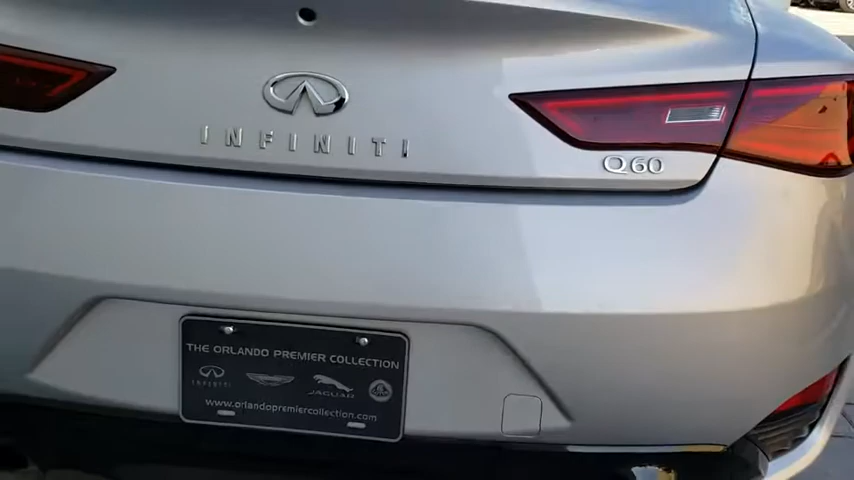 INFINITI
Q60
THE ORLANDO PREMIER COLLECTION
INFINITI
JAGUAR
www.orlandopremiercollection.com